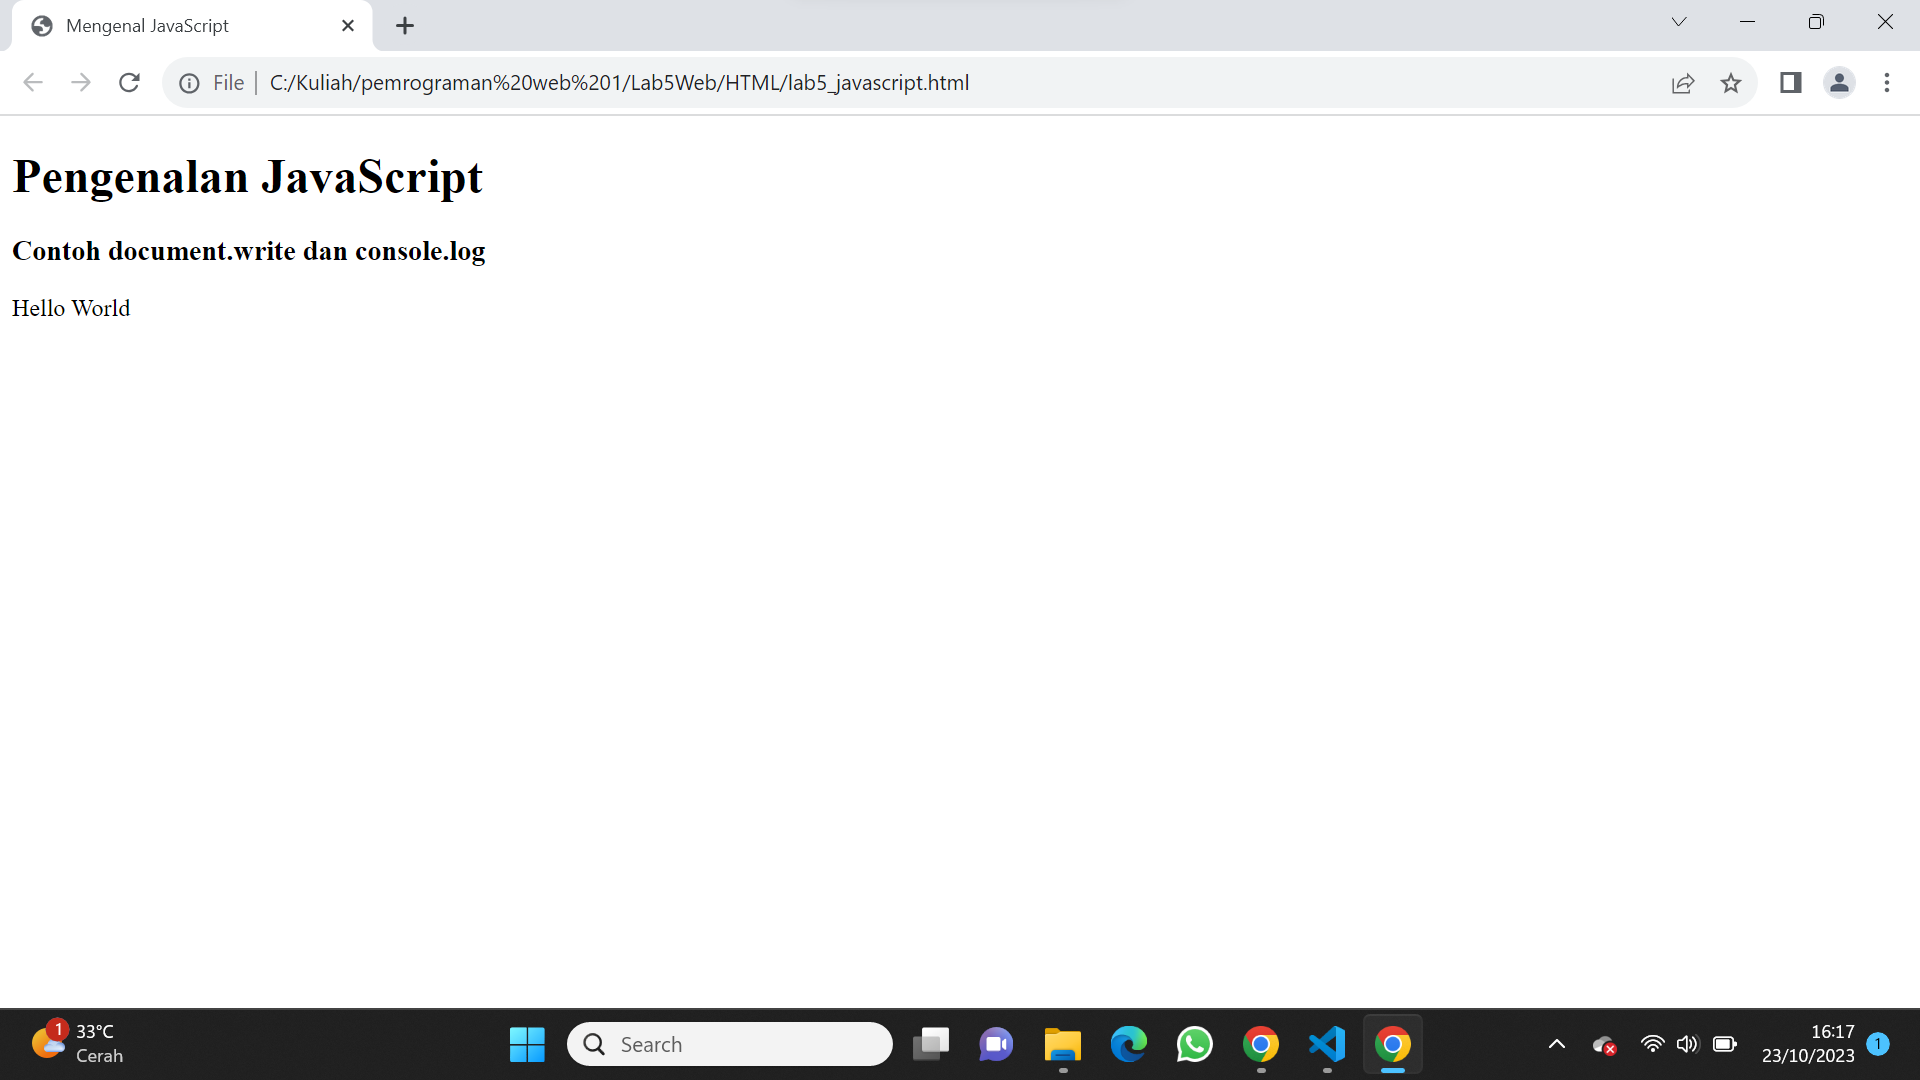 Mengenal JavaScript
File C:/Kuliah/pemrograman%20web%201/Lab5Web/HTML/lab5_javascript.html
Pengenalan JavaScript
Contoh document.write dan console.log
Hello World
1
33°C
Cerah
Search
16:17
23/10/2023
1